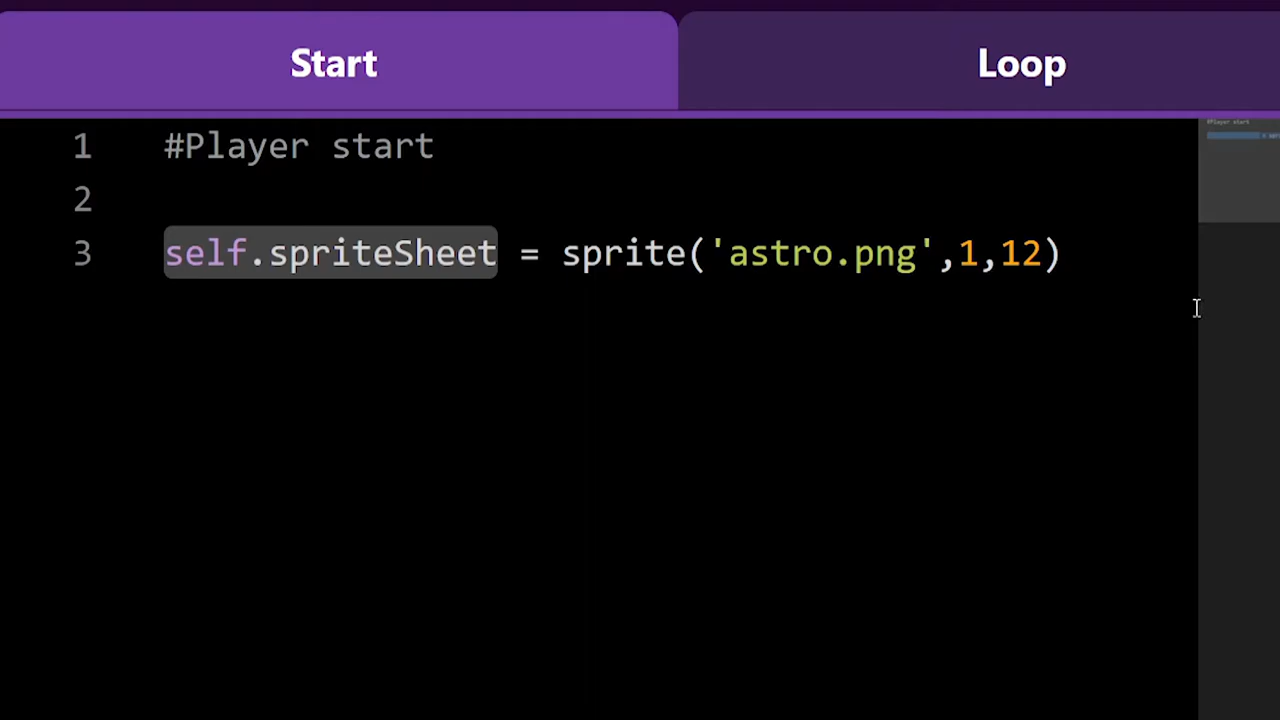 Start
Loop
1 #Player start
2
3 self.spriteSheet = sprite('astro.png',1,12)